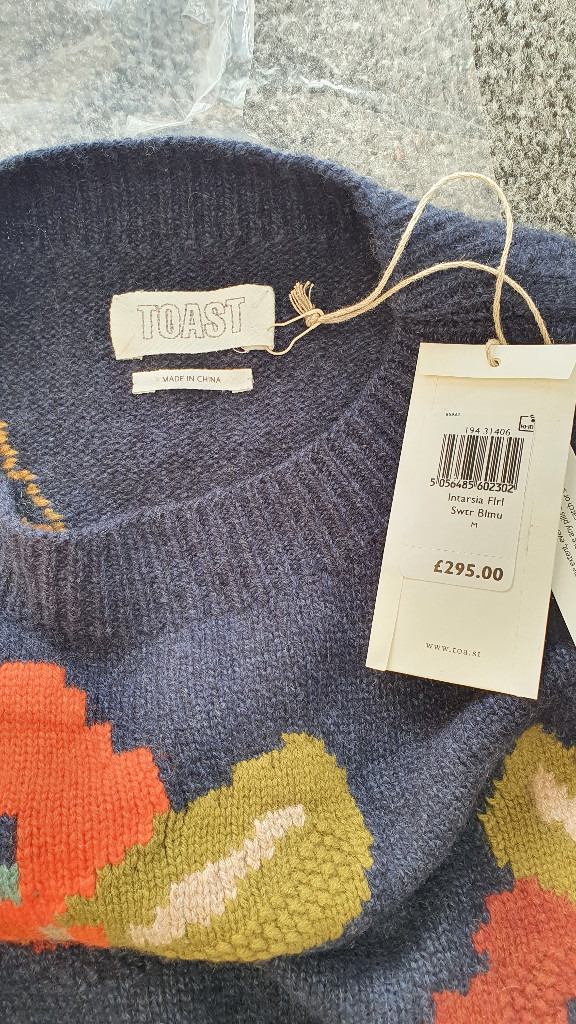 TOAST
MADE IN CHINA
194 31406
5 056485 602302
Intarsia Flrl
Swtr Blmu
M
£295.00
www.toa.st